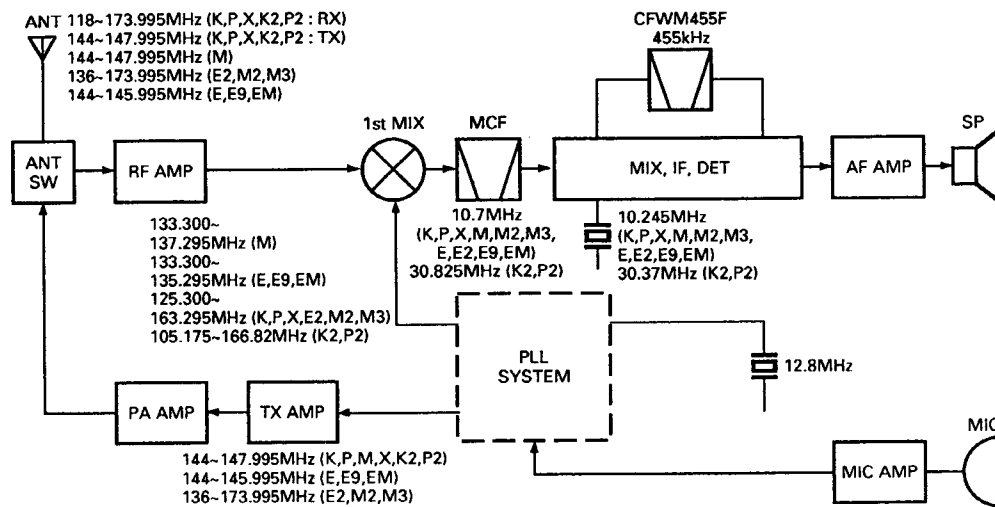 ANT 118~173.995MHz (K,P,X,K2,P2 : RX)
144~147.995MHz (K,P,X,K2,P2 : TX)
144~147.995MHz (M)
136~173.995MHz (E2,M2,M3)
144~145.995MHz (E,E9,EM)
CFWM455F
455kHz
1st MIX
MCF
SP
ANT
SW
RF AMP
MIX, IF, DET
AF AMP
10.7MHz
(K,P,X,M,M2,M3,
E,E2,E9,EM)
30.825MHz (K2,P2)
10.245MHz
(K,P,X,M,M2,M3,
E,E2,E9,EM)
30.37MHz (K2,P2)
133.300~
137.295MHz (M)
133.300~
135.295MHz (E,E9,EM)
125.300~
163.295MHz (K,P,X,E2,M2,M3)
105.175~166.82MHz (K2,P2)
PLL
SYSTEM
12.8MHz
PA AMP
TX AMP
MIC
144~147.995MHz (K,P,M,X,K2,P2)
144~145.995MHz (E,E9,EM)
136~173.995MHz (E2,M2,M3)
MIC AMP